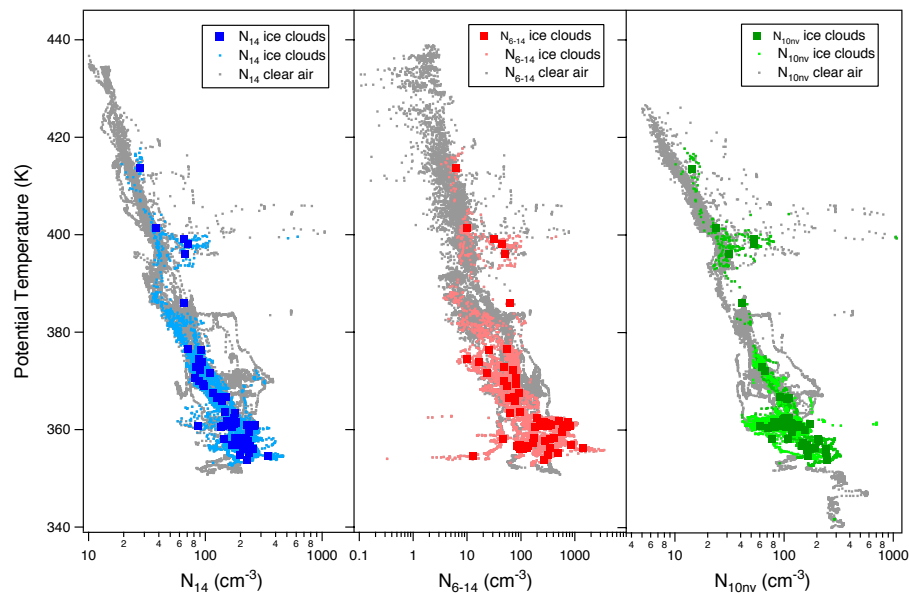 N14 ice clouds
N14 ice clouds
N14 clear air
N6-14 ice clouds
N6-14 ice clouds
N6-14 clear air
N10nv ice clouds
N10nv ice clouds
N10nv clear air
440
420
400
380
360
340
Potential Temperature (K)
10 2 4 6 8 100 2 4 6 8 1000
0.1 1 10 100 1000
4 6 8 10 2 4 6 8 100 2 4 6 8 1000
N14 (cm-3)
N6-14 (cm-3)
N10nv (cm-3)